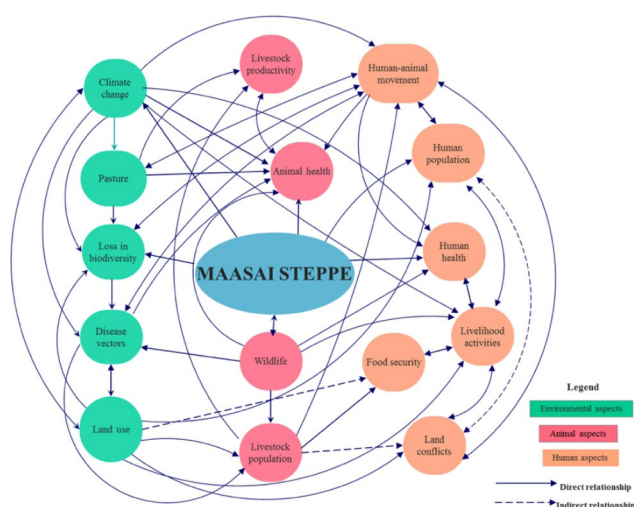 Livestock
productivity
Human-animal
movement
Climate
change
Human
population
Pasture
Animal health
Loss in
biodiversity
Human
health
MAASAI STEPPE
Disease
vectors
Wildlife
Food security
Livelihood
activities
Land use
Livestock
population
Land
conflicts
Legend
Environmental aspects
Animal aspects
Human aspects
Direct relationship
Indirect relationship